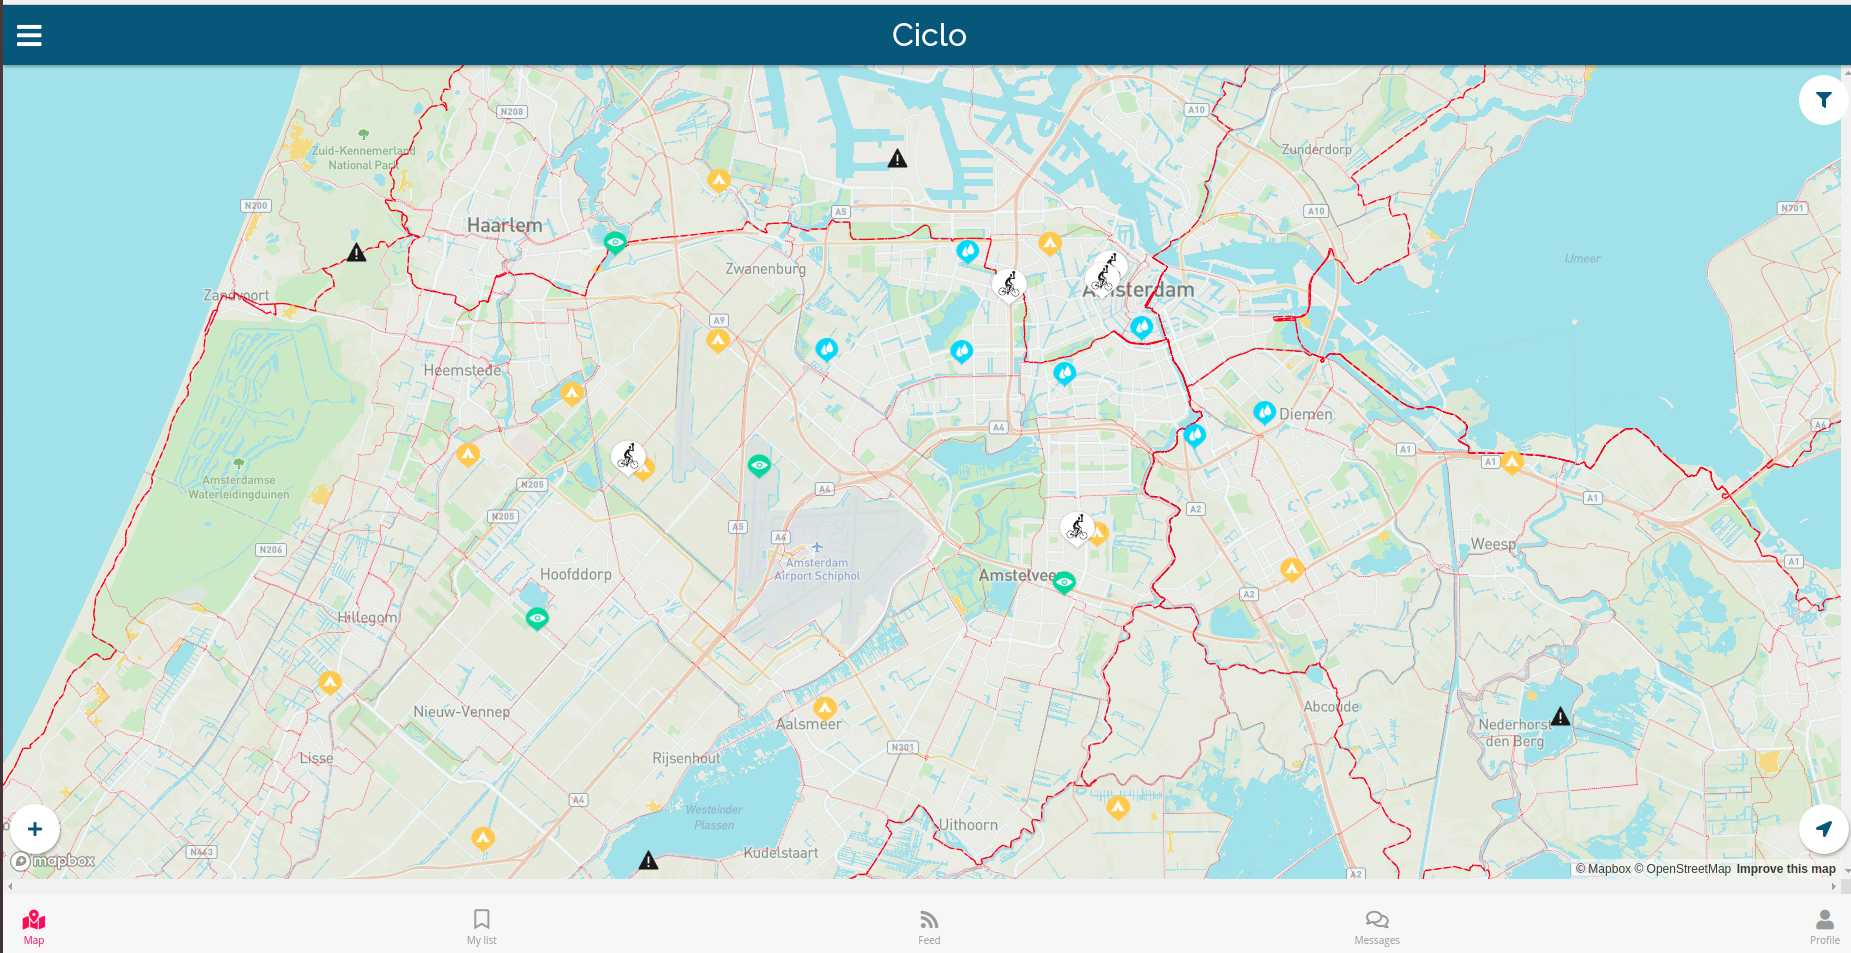 Ciclo
N208
A10
Zuid-Kennemerland
National Park
Zunderdorp
N200
A5
A10
N701
Haarlem
Zwanenburg
IJmeer
Zandvoort
Amsterdam
A9
Heemstede
Diemen
A4
A6
A1
A1
Amsterdamse
Waterleidingduinen
N205
A4
A1
N205
A5
A2
A4
Weesp
N206
Amsterdam
Airport Schiphol
A1
Hoofddorp
Amstelveen
A2
Hillegom
Nieuw-Vennep
Aalsmeer
Abcoude
Nederhorst
den Berg
N201
Lisse
Rijsenhout
A4
Westeinder
Plassen
Uithoorn
Kudelstaart
N443
A2
mapbox
© Mapbox © OpenStreetMap Improve this map
Map
My list
Feed
Messages
Profile